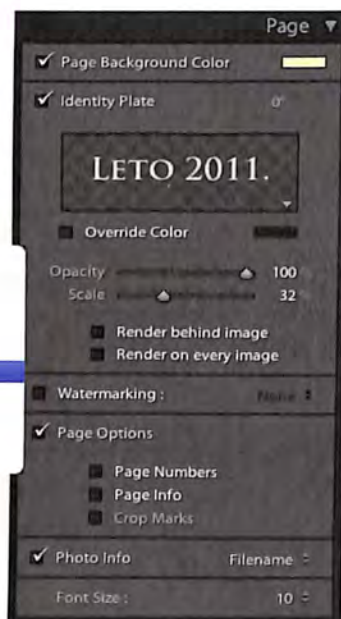 Page
Page Background Color
Identity Plate 0°
LETO 2011.
Override Color
Opacity 100 %
Scale 32 %
Render behind image
Render on every image
Watermarking : None
Page Options
Page Numbers
Page Info
Crop Marks
Photo Info Filename
Font Size : 10